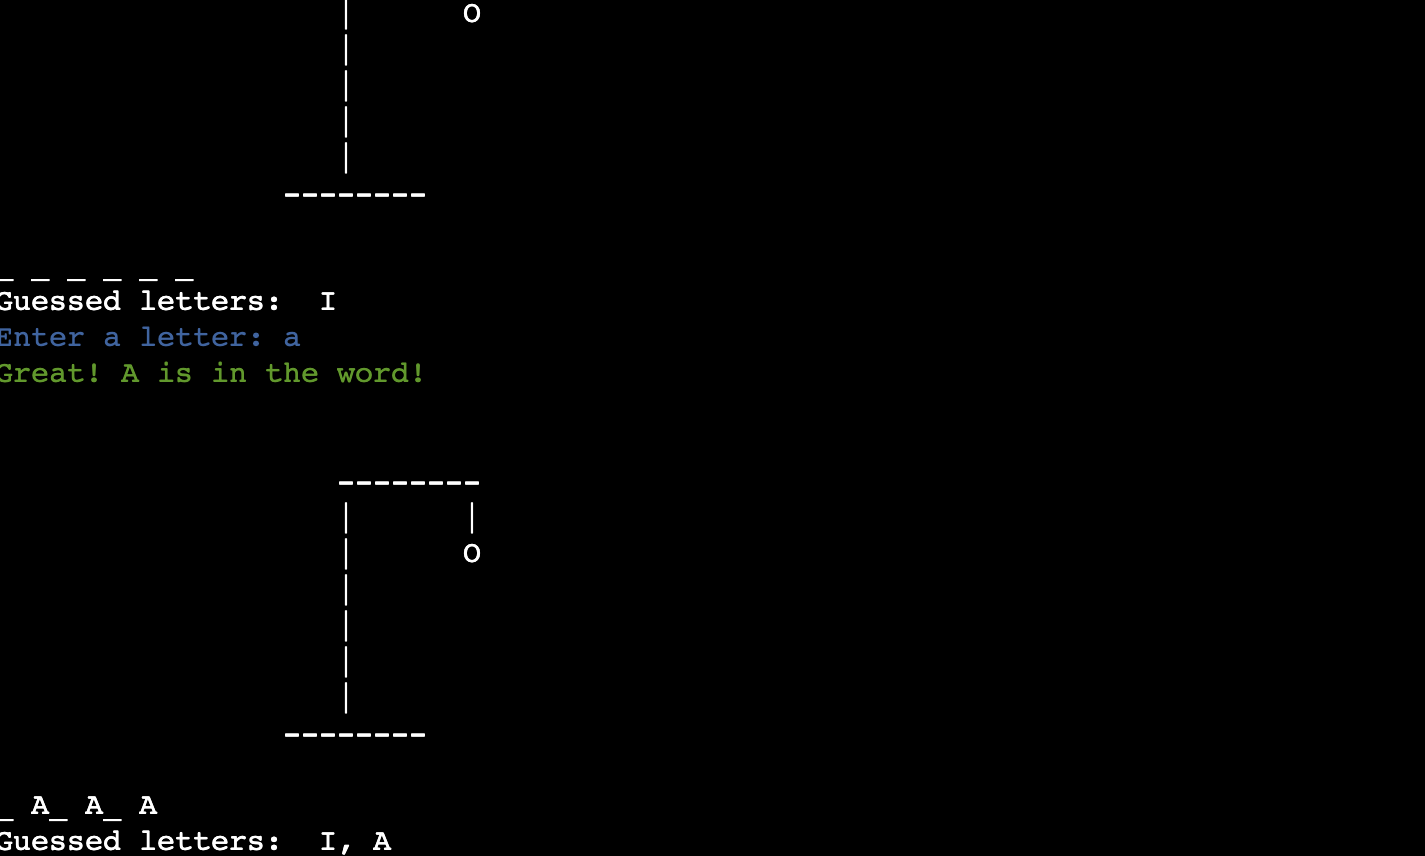 |      O
|
|
|
|
--------
_ _ _ _ _ _
Guessed letters:  I
Enter a letter: a
Great! A is in the word!
--------
|      |
|      O
|
|
|
|
--------
_ A_ A_ A
Guessed letters:  I, A